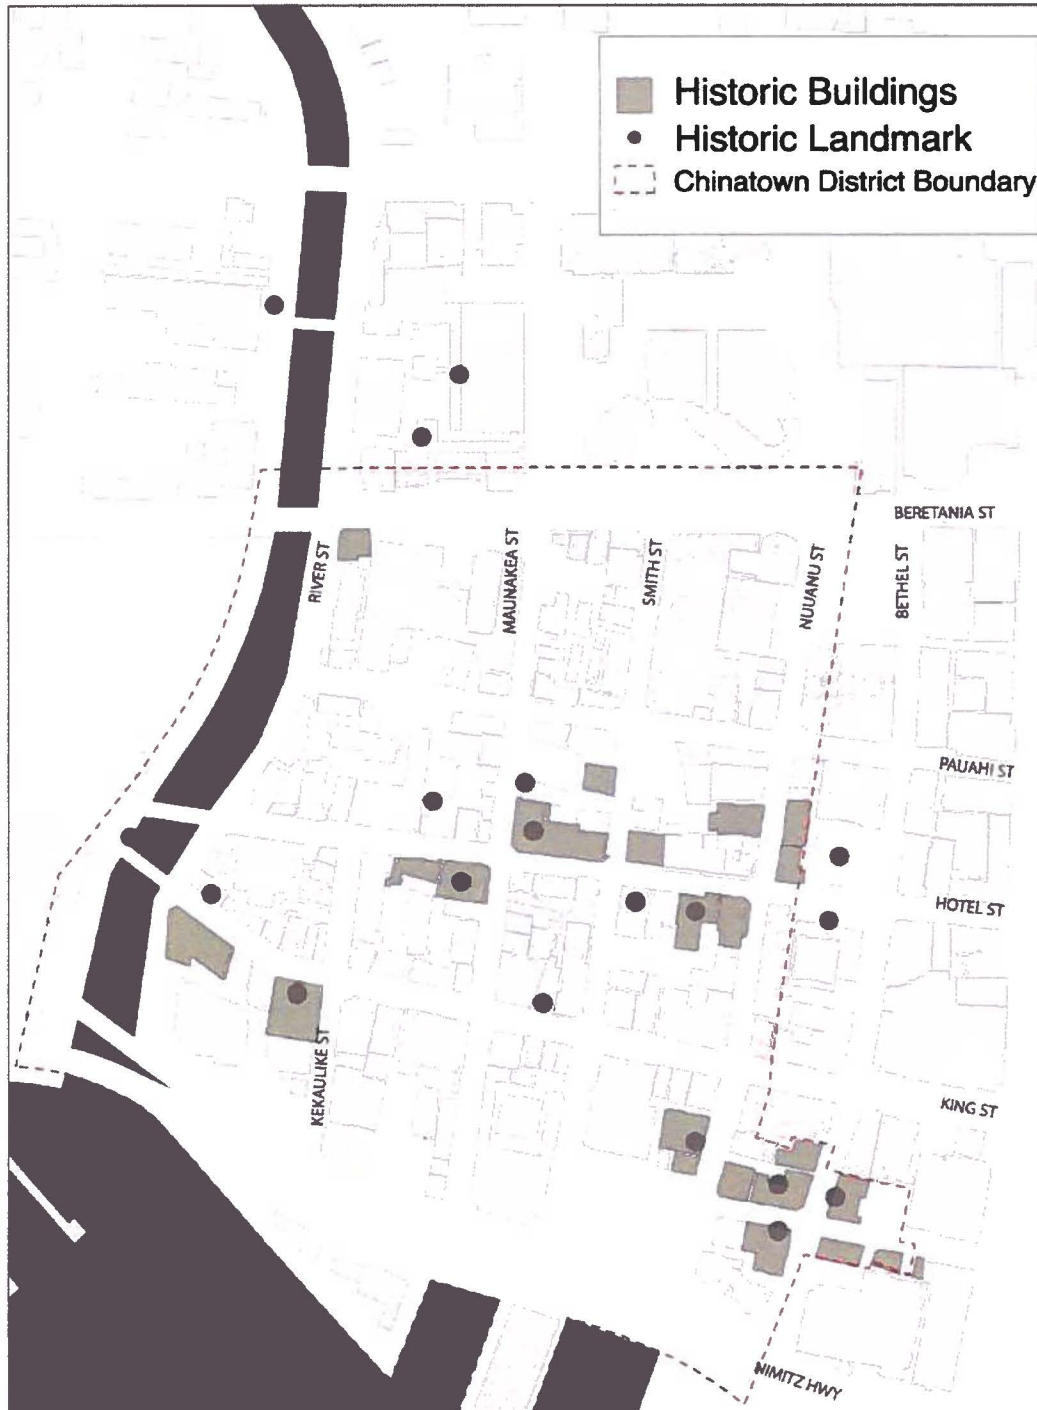 Historic Buildings
Historic Landmark
Chinatown District Boundary
BERETANIA ST
RIVER ST
MAUNAKEA ST
SMITH ST
NUUANU ST
BETHEL ST
PAUAHI ST
HOTEL ST
KEKAULIKE ST
KING ST
NIMITZ HWY